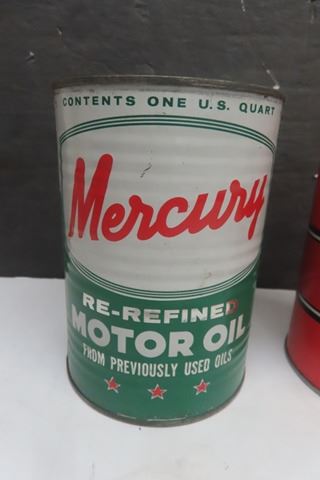 CONTENTS ONE U.S. QUART
Mercury
RE-REFINED
MOTOR OIL
FROM PREVIOUSLY USED OILS